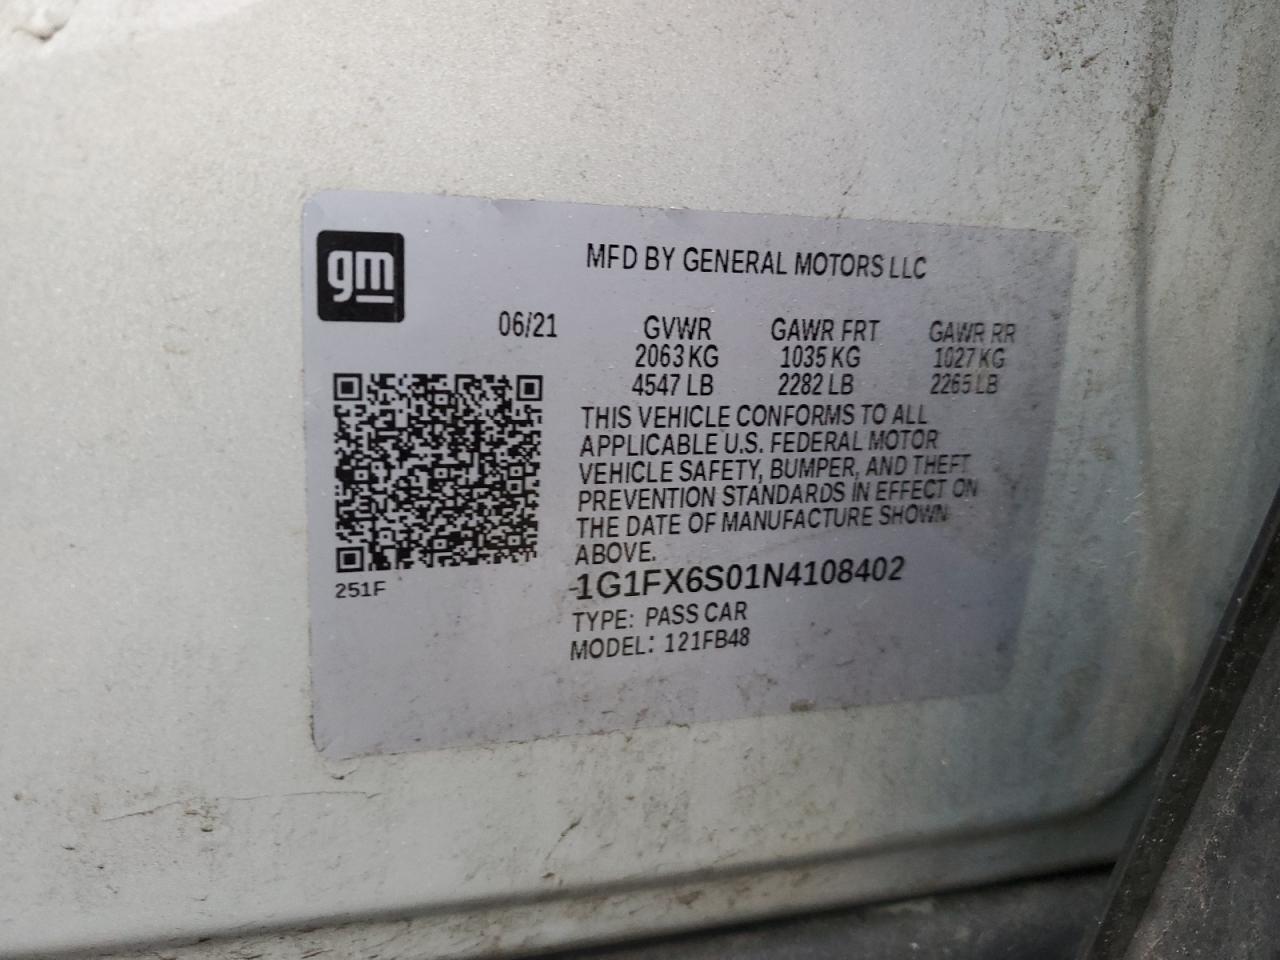 gm
MFD BY GENERAL MOTORS LLC
06/21 GVWR GAWR FRT GAWR RR
2063 KG 1035 KG 1027 KG
4547 LB 2282 LB 2265 LB
THIS VEHICLE CONFORMS TO ALL
APPLICABLE U.S. FEDERAL MOTOR
VEHICLE SAFETY, BUMPER, AND THEFT
PREVENTION STANDARDS IN EFFECT ON
THE DATE OF MANUFACTURE SHOWN
ABOVE.
251F
1G1FX6S01N4108402
TYPE: PASS CAR
MODEL: 121FB48